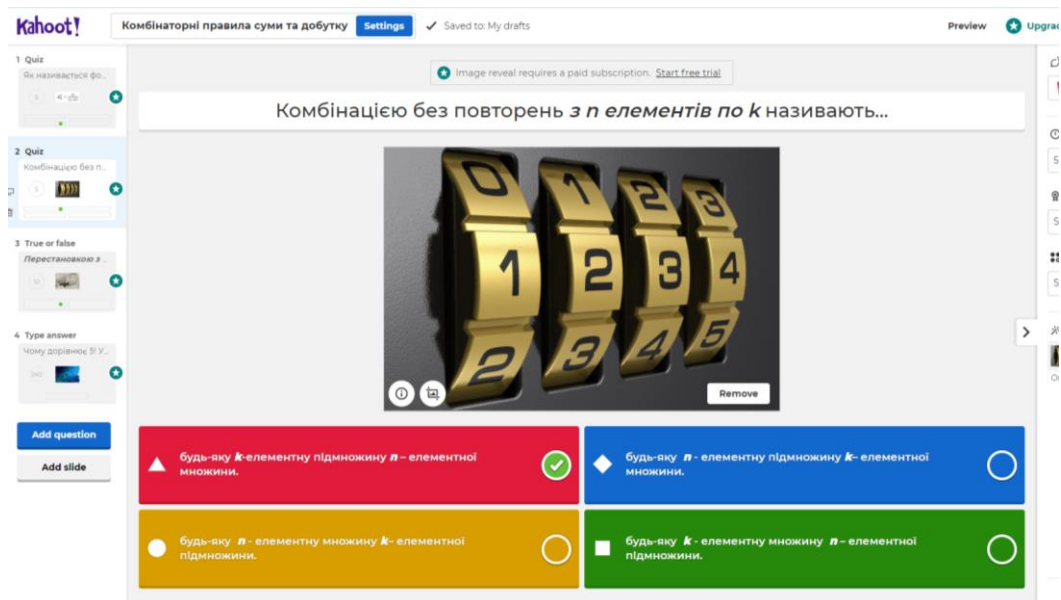 Kahoot!
Комбінаторні правила суми та добутку
Settings
Saved to: My drafts
Preview
1 Quiz
Як називається фо...
2 Quiz
Комбінацією без п...
3 True or false
Перестановкою з ...
4 Type answer
Чому дорівнює 5! У...
Add question
Add slide
Image reveal requires a paid subscription. Start free trial
Комбінацією без повторень з n елементів по k називають...
0 1 2 3
1 2 3 4
2 3 4 5
Remove
будь-яку k-елементну підмножину n – елементної
множини.
будь-яку n - елементну підмножину k– елементної
множини.
будь-яку n - елементну множину k– елементної
підмножини.
будь-яку k - елементну множину n – елементної
підмножини.